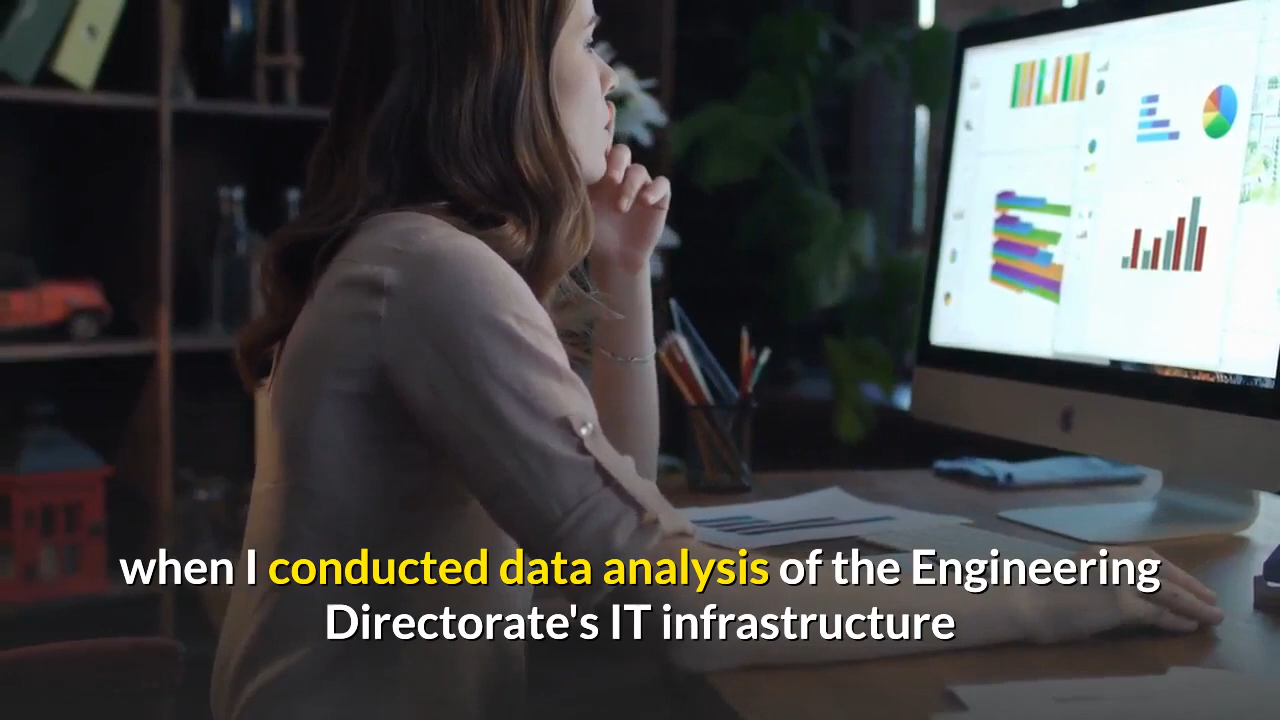 when I conducted data analysis of the Engineering
Directorate's IT infrastructure